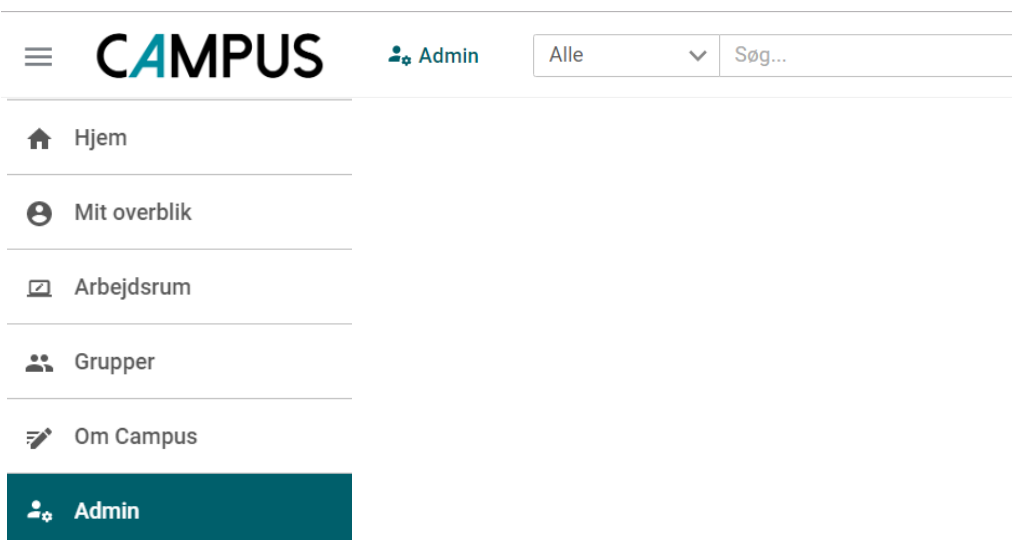 CAMPUS Admin Alle Søg...
Hjem
Mit overblik
Arbejdsrum
Grupper
Om Campus
Admin